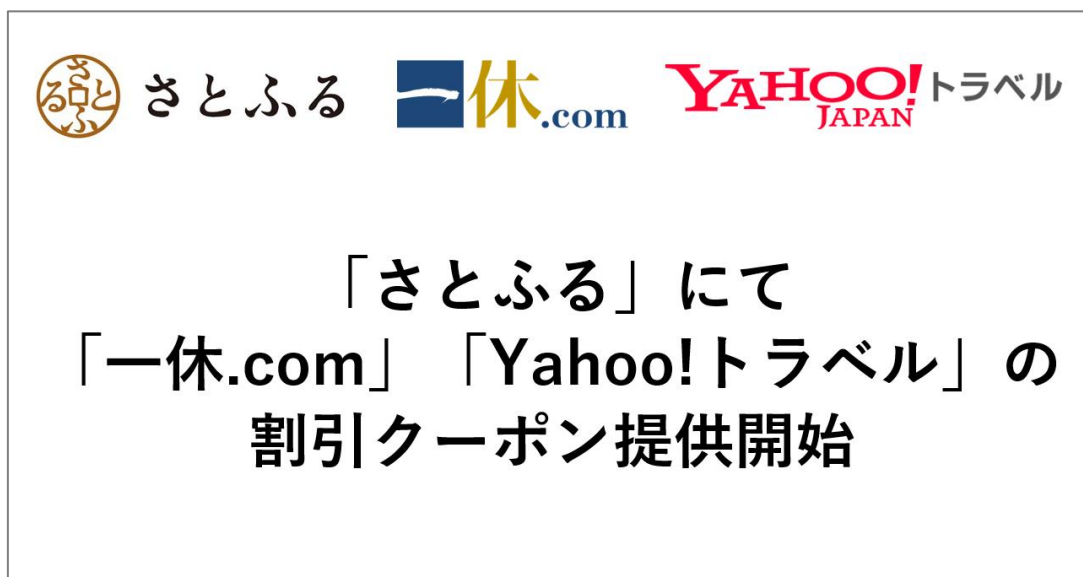 さとふる 一休.com YAHOO!トラベル
JAPAN
「さとふる」にて
「一休.com」「Yahoo!トラベル」の
割引クーポン提供開始